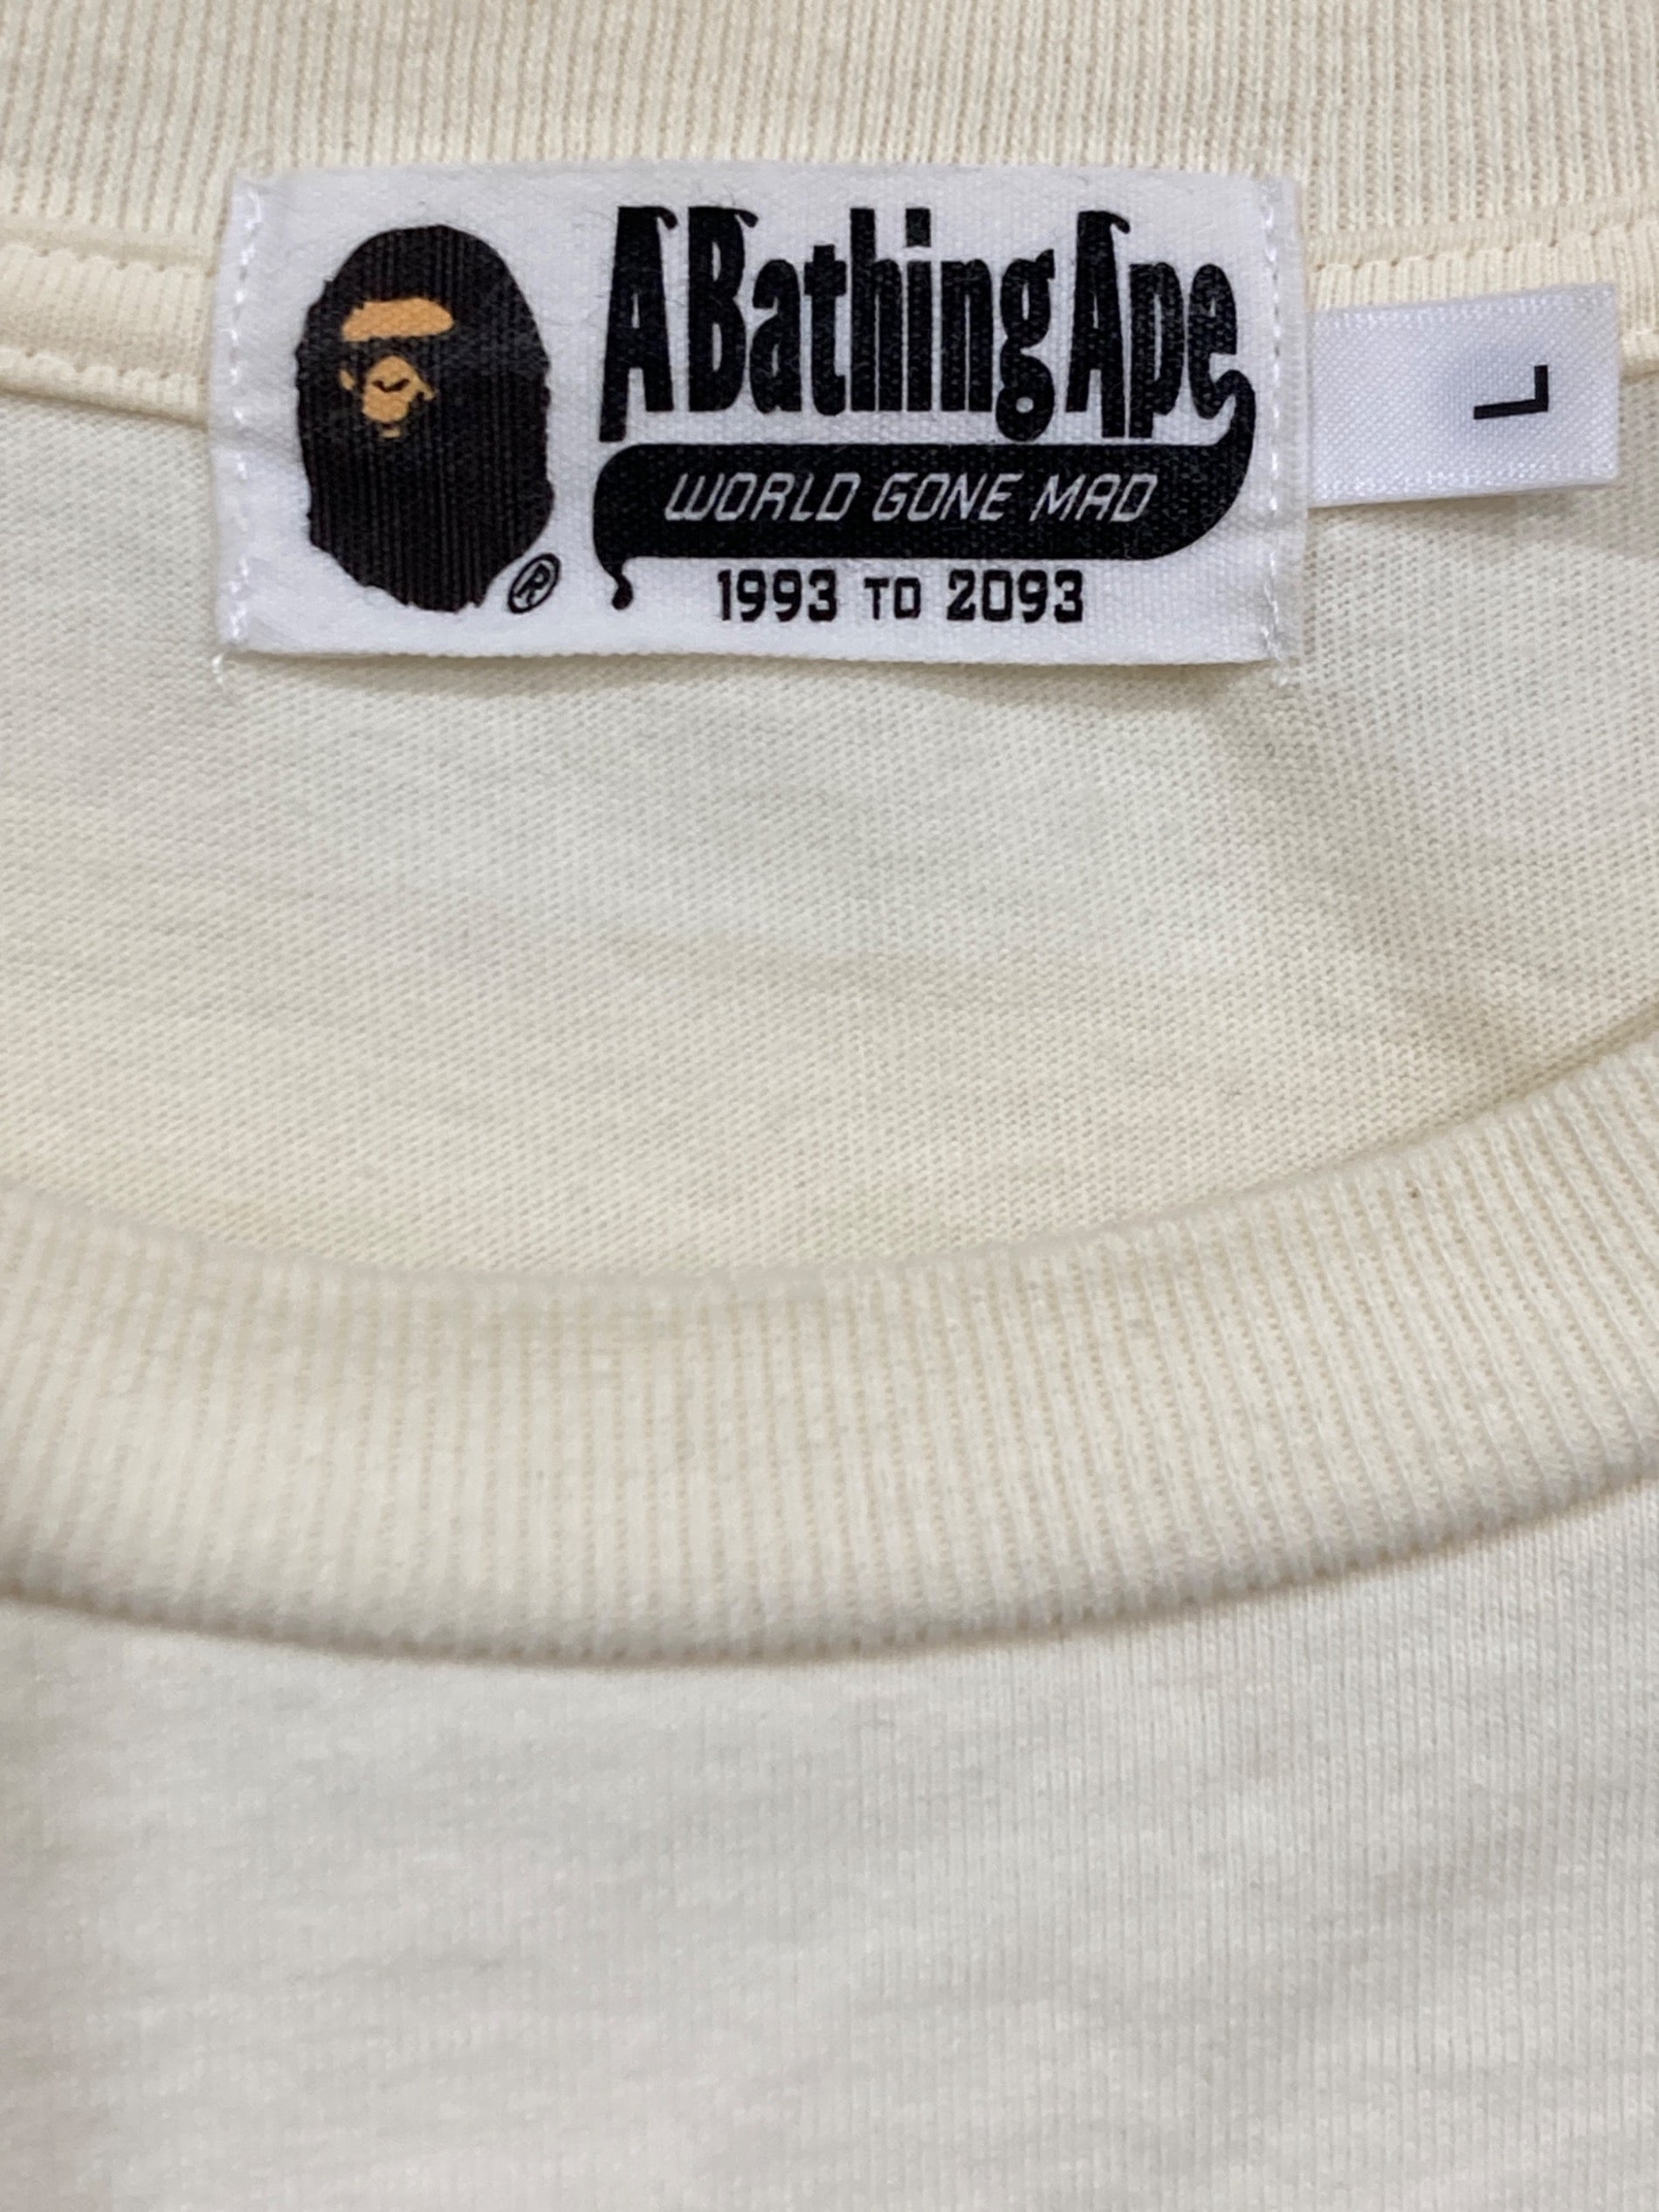 A Bathing Ape
WORLD GONE MAD
1993 TO 2093
®
L